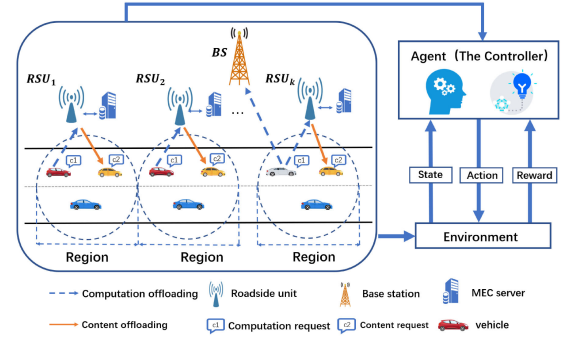 BS
RSU1
RSU2
RSUk
...
Agent (The Controller)
c1
c2
c1
c2
c1
c2
State
Action
Reward
Environment
Region
Region
Region
Computation offloading
Roadside unit
Base station
MEC server
Content offloading
c1
Computation request
c2
Content request
vehicle